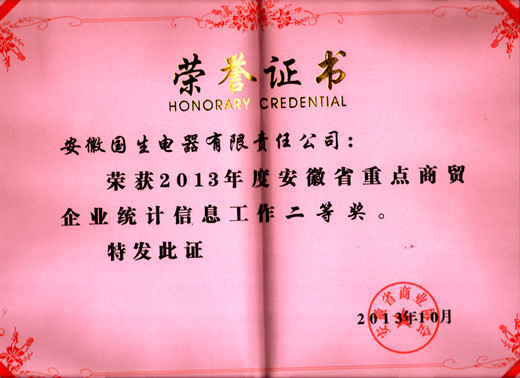 荣誉证书
HONORARY CREDENTIAL
安徽国生电器有限责任公司：
荣获2013年度安徽省重点商贸
企业统计信息工作二等奖。
特发此证
2013年10月